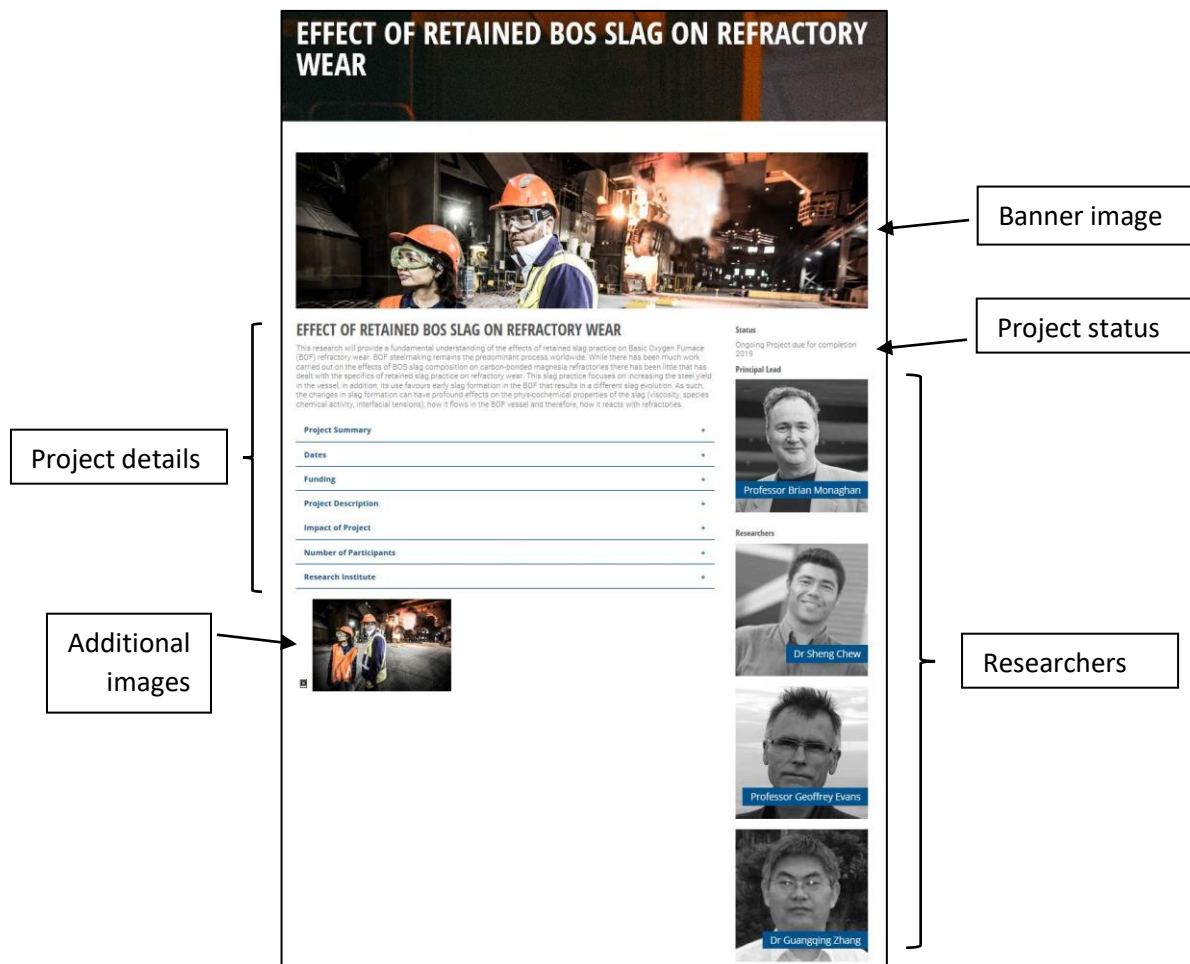 EFFECT OF RETAINED BOS SLAG ON REFRACTORY
WEAR
Banner image
Project status
Project details
Additional
images
Researchers
EFFECT OF RETAINED BOS SLAG ON REFRACTORY WEAR
This research will provide a fundamental understanding of the effects of retained slag practice on Basic Oxygen Furnace
(BOF) refractory wear. BOF steelmaking remains the predominant process worldwide. While there has been much work
carried out on the effects of BOS slag composition on carbon-bonded magnesia refractories there has been little that has
dealt with the specifics of retained slag practice on refractory wear. This slag practice focuses on increasing the steel yield
in the vessel; in addition, its use favours early slag formation in the BOF that results in a different slag evolution. As such,
the changes in slag formation can have profound effects on the physicochemical properties of the slag (viscosity, species
chemical activity, interfacial tensions), how it flows in the BOF vessel and therefore, how it reacts with refractories.
Project Summary +
Dates +
Funding +
Project Description +
Impact of Project +
Number of Participants +
Research Institute +
Status
Ongoing Project due for completion
2019
Principal Lead
Professor Brian Monaghan
Researchers
Dr Sheng Chew
Professor Geoffrey Evans
Dr Guangqing Zhang